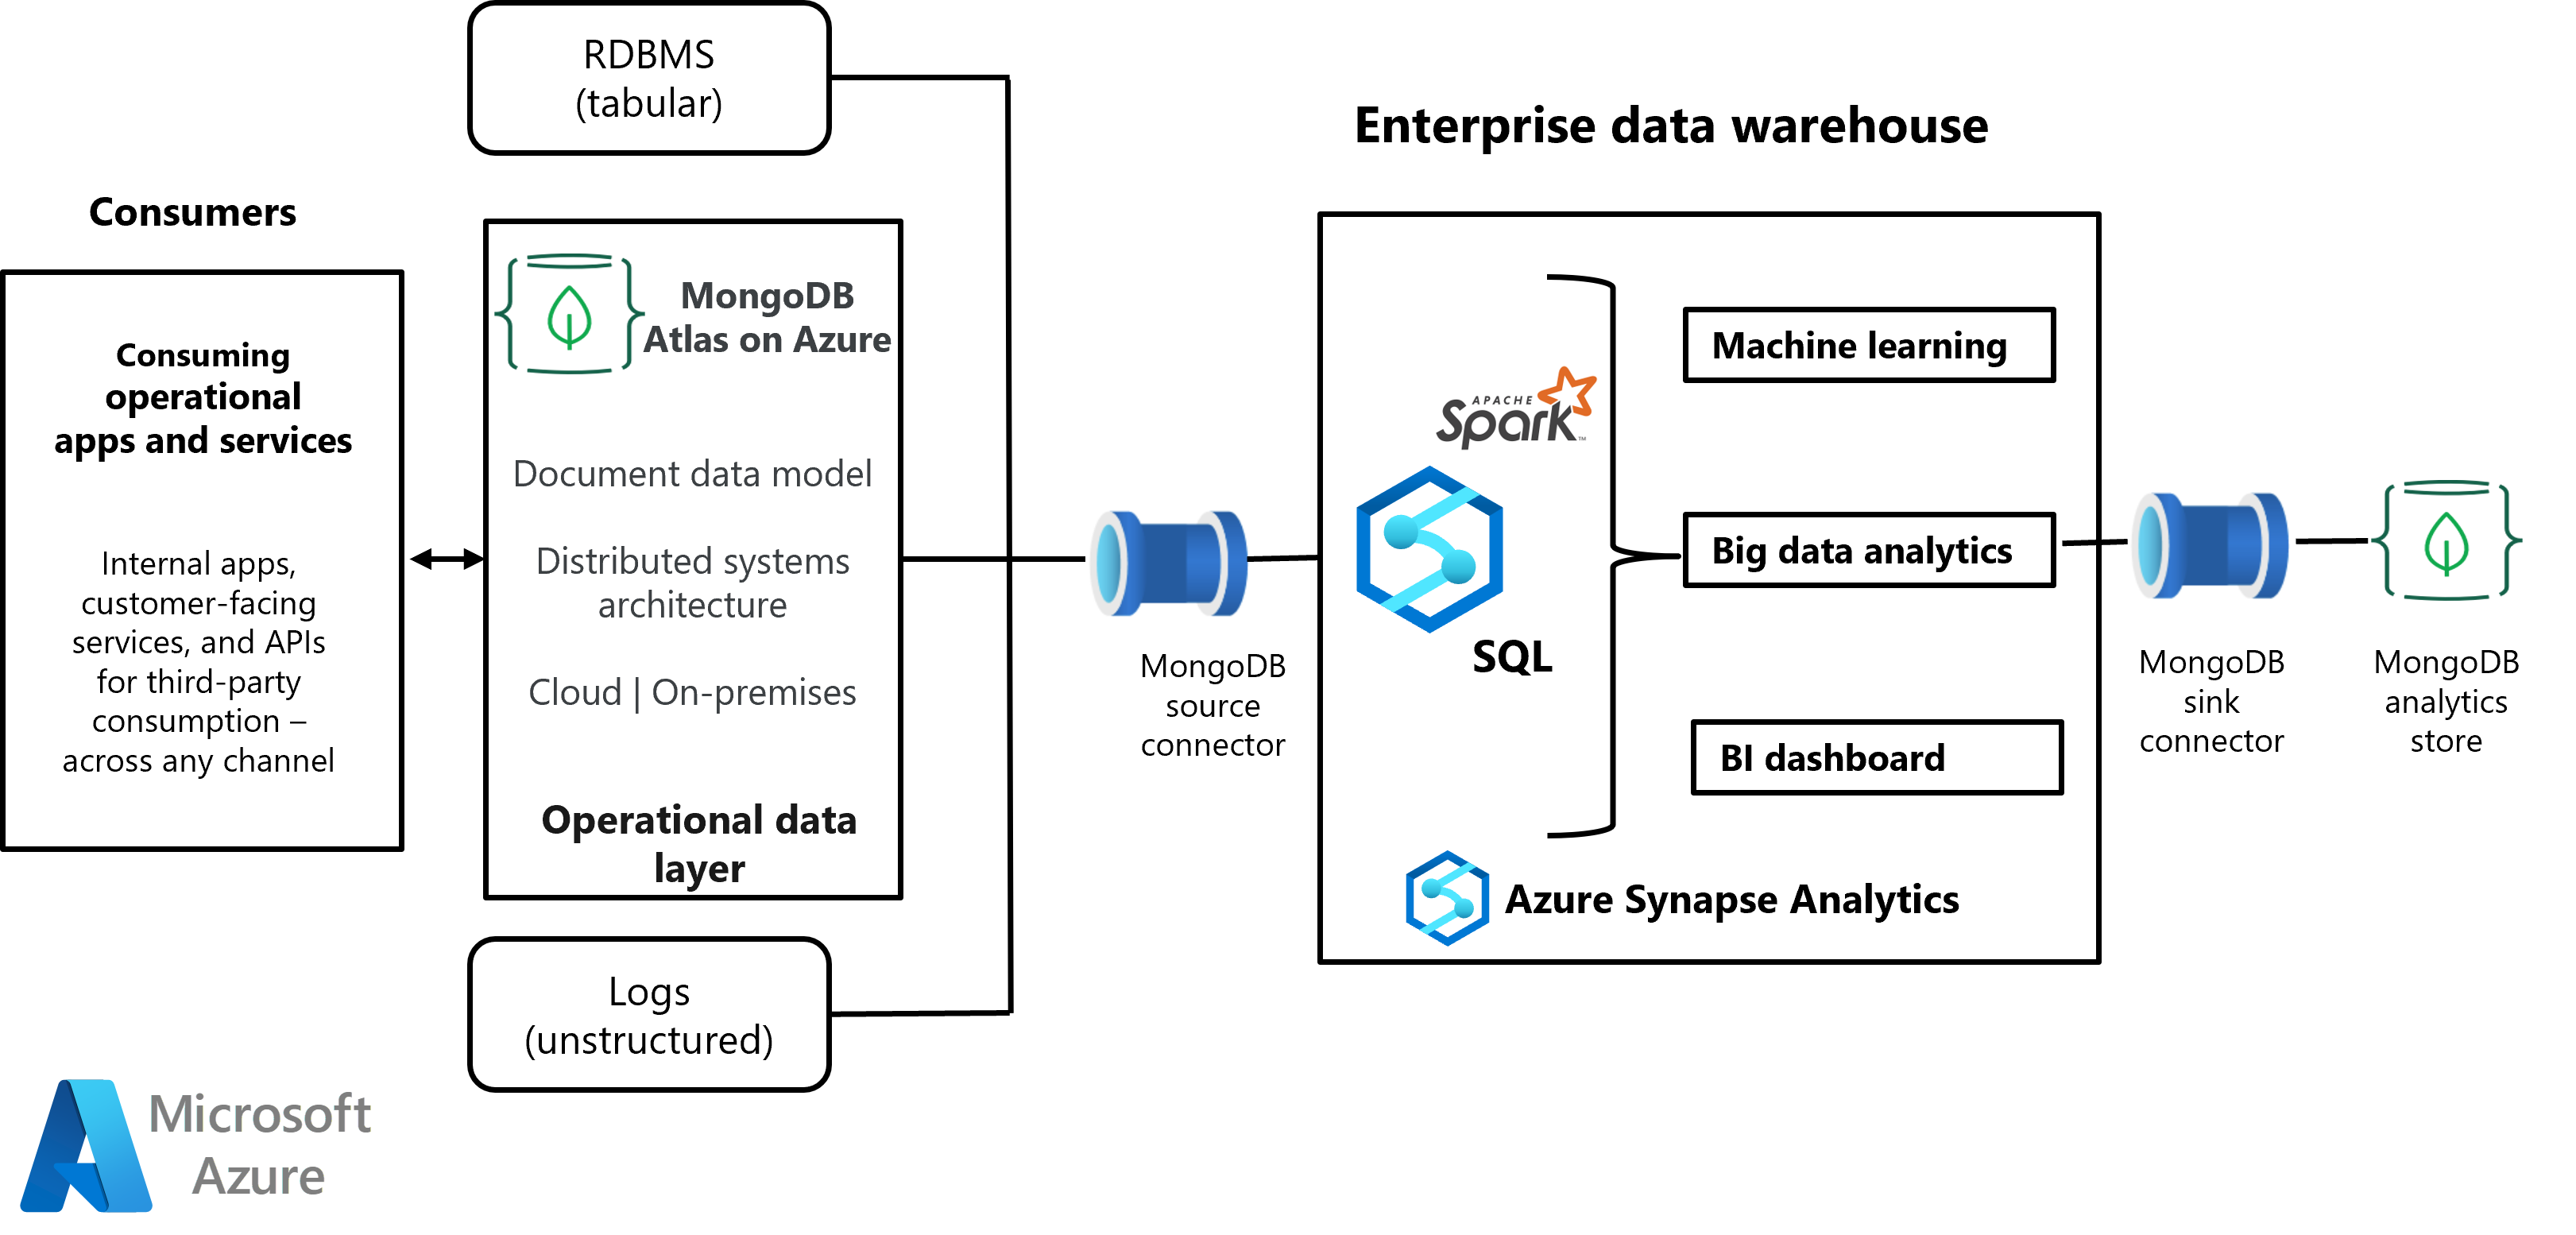 RDBMS
(tabular)
Enterprise data warehouse
Consumers
Consuming
operational
apps and services
Internal apps,
customer-facing
services, and APIs
for third-party
consumption –
across any channel
MongoDB
Atlas on Azure
Document data model
Distributed systems
architecture
Cloud | On-premises
Operational data
layer
Logs
(unstructured)
MongoDB
source
connector
APACHE
Spark™
SQL
Machine learning
Big data analytics
BI dashboard
Azure Synapse Analytics
MongoDB
sink
connector
MongoDB
analytics
store
Microsoft
Azure